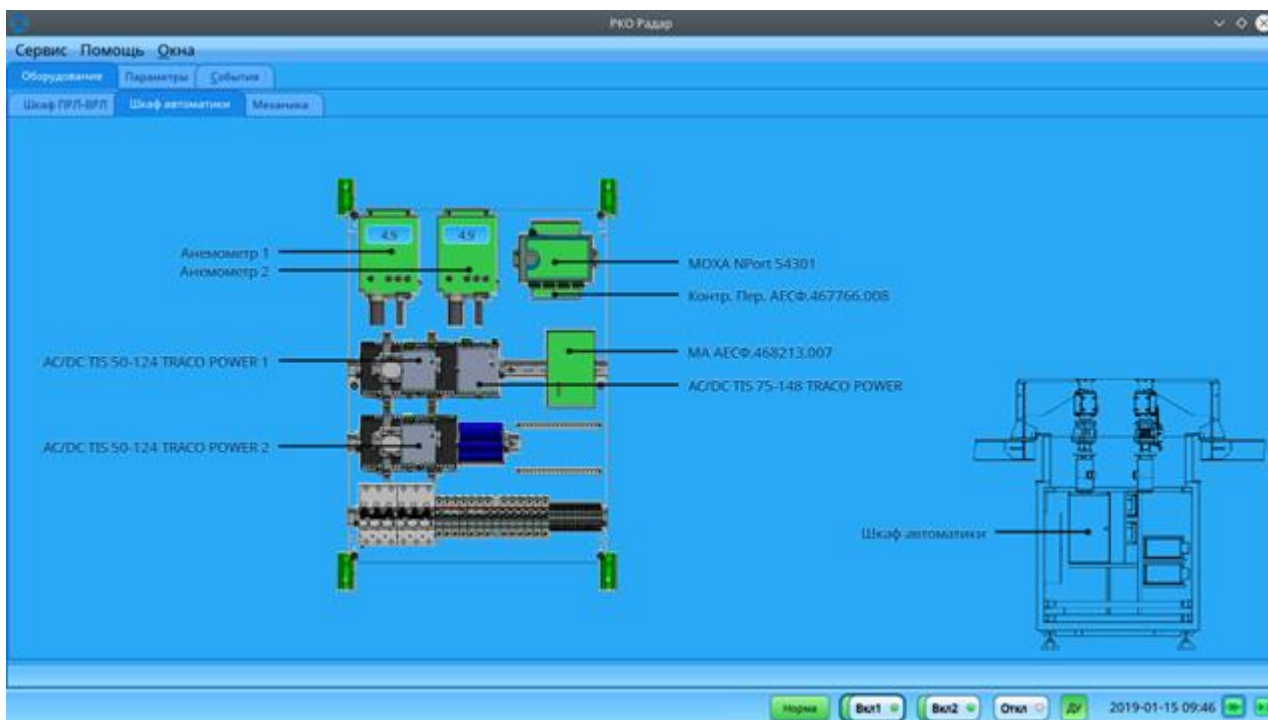 РКО Радар
Сервис Помощь Окна
Оборудование Параметры События
Шкаф ПРЛ-ВРЛ Шкаф автоматики Механика
4.9 4.9
Анемометр 1
Анемометр 2
MOXA NPort 54301
Контр. Пер. АЕСФ.467766.008
AC/DC TIS 50-124 TRACO POWER 1
МА АЕСФ.468213.007
AC/DC TIS 75-148 TRACO POWER
AC/DC TIS 50-124 TRACO POWER 2
Шкаф автоматики
Норма Вкл1 Вкл2 Откл ДУ 2019-01-15 09:46